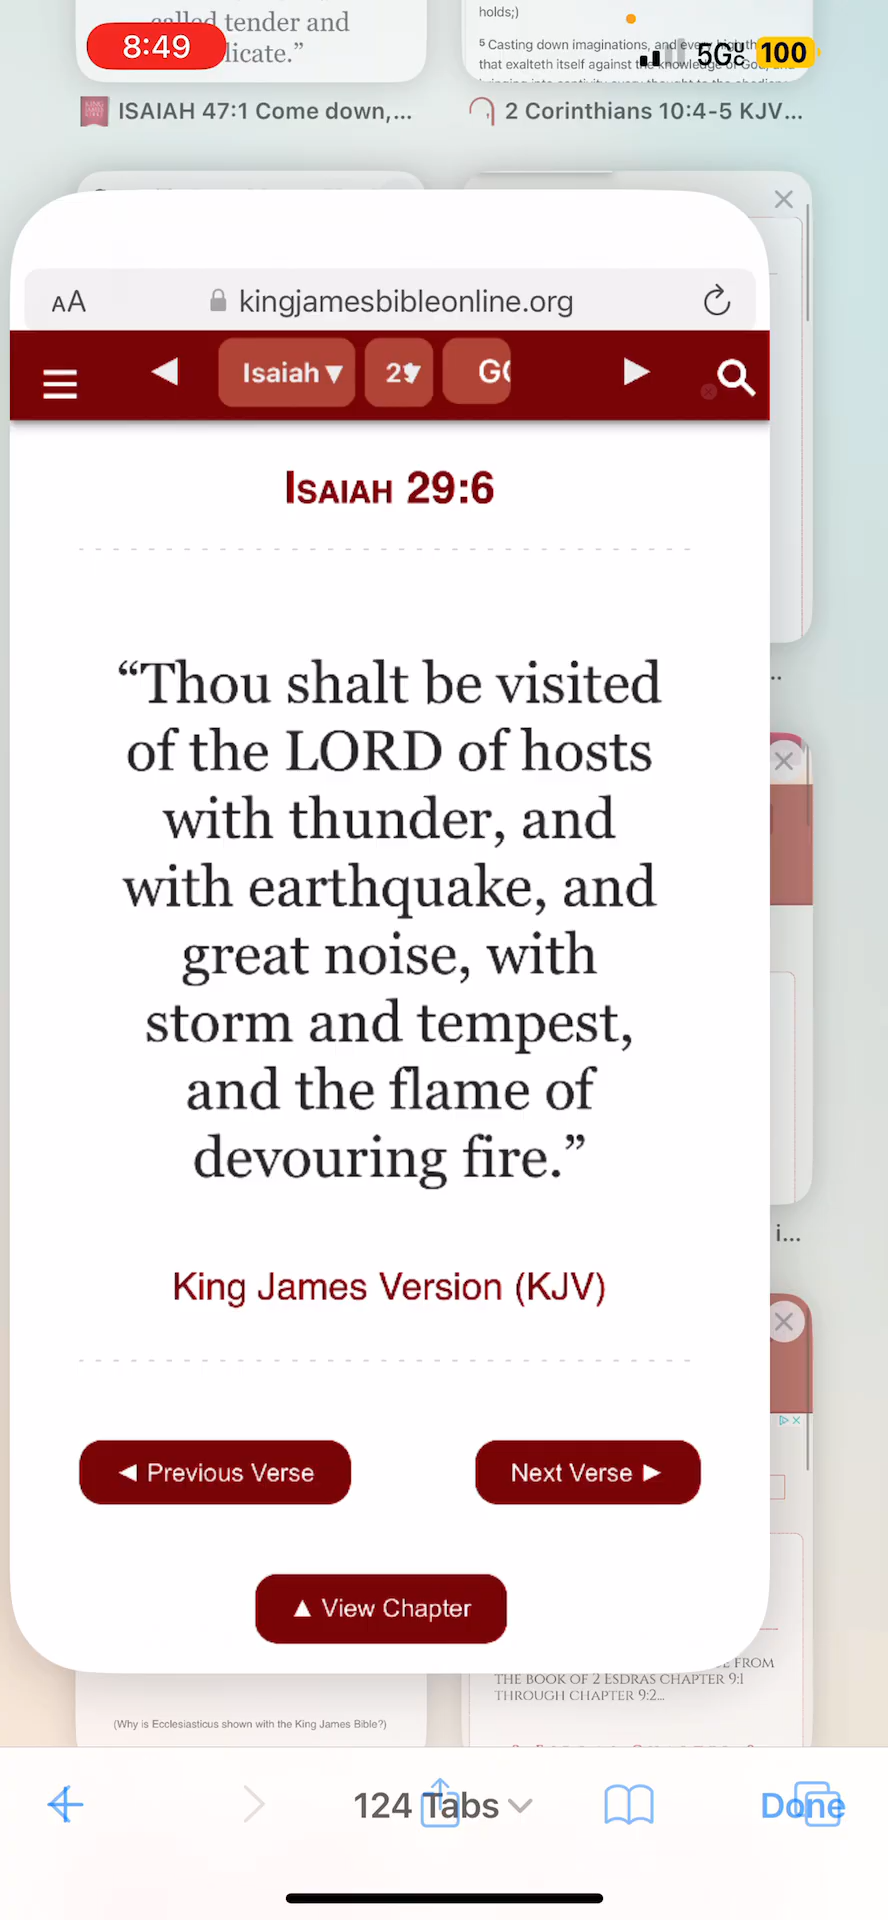 called tender and
8:49
licate.”
holds;)
5 Casting down imaginations, and every high th
that exalteth itself against the knowledge of God, and
5G
100
ISAIAH 47:1 Come down,...
2 Corinthians 10:4-5 KJV...
AA
kingjamesbibleonline.org
Isaiah ▼
29
GO
ISAIAH 29:6
“Thou shalt be visited
of the LORD of hosts
with thunder, and
with earthquake, and
great noise, with
storm and tempest,
and the flame of
devouring fire.”
King James Version (KJV)
◄ Previous Verse
Next Verse ►
▲ View Chapter
i...
FROM
THE BOOK OF 2 ESDRAS CHAPTER 9:1
THROUGH CHAPTER 9:2...
(Why is Ecclesiasticus shown with the King James Bible?)
124 Tabs
Done